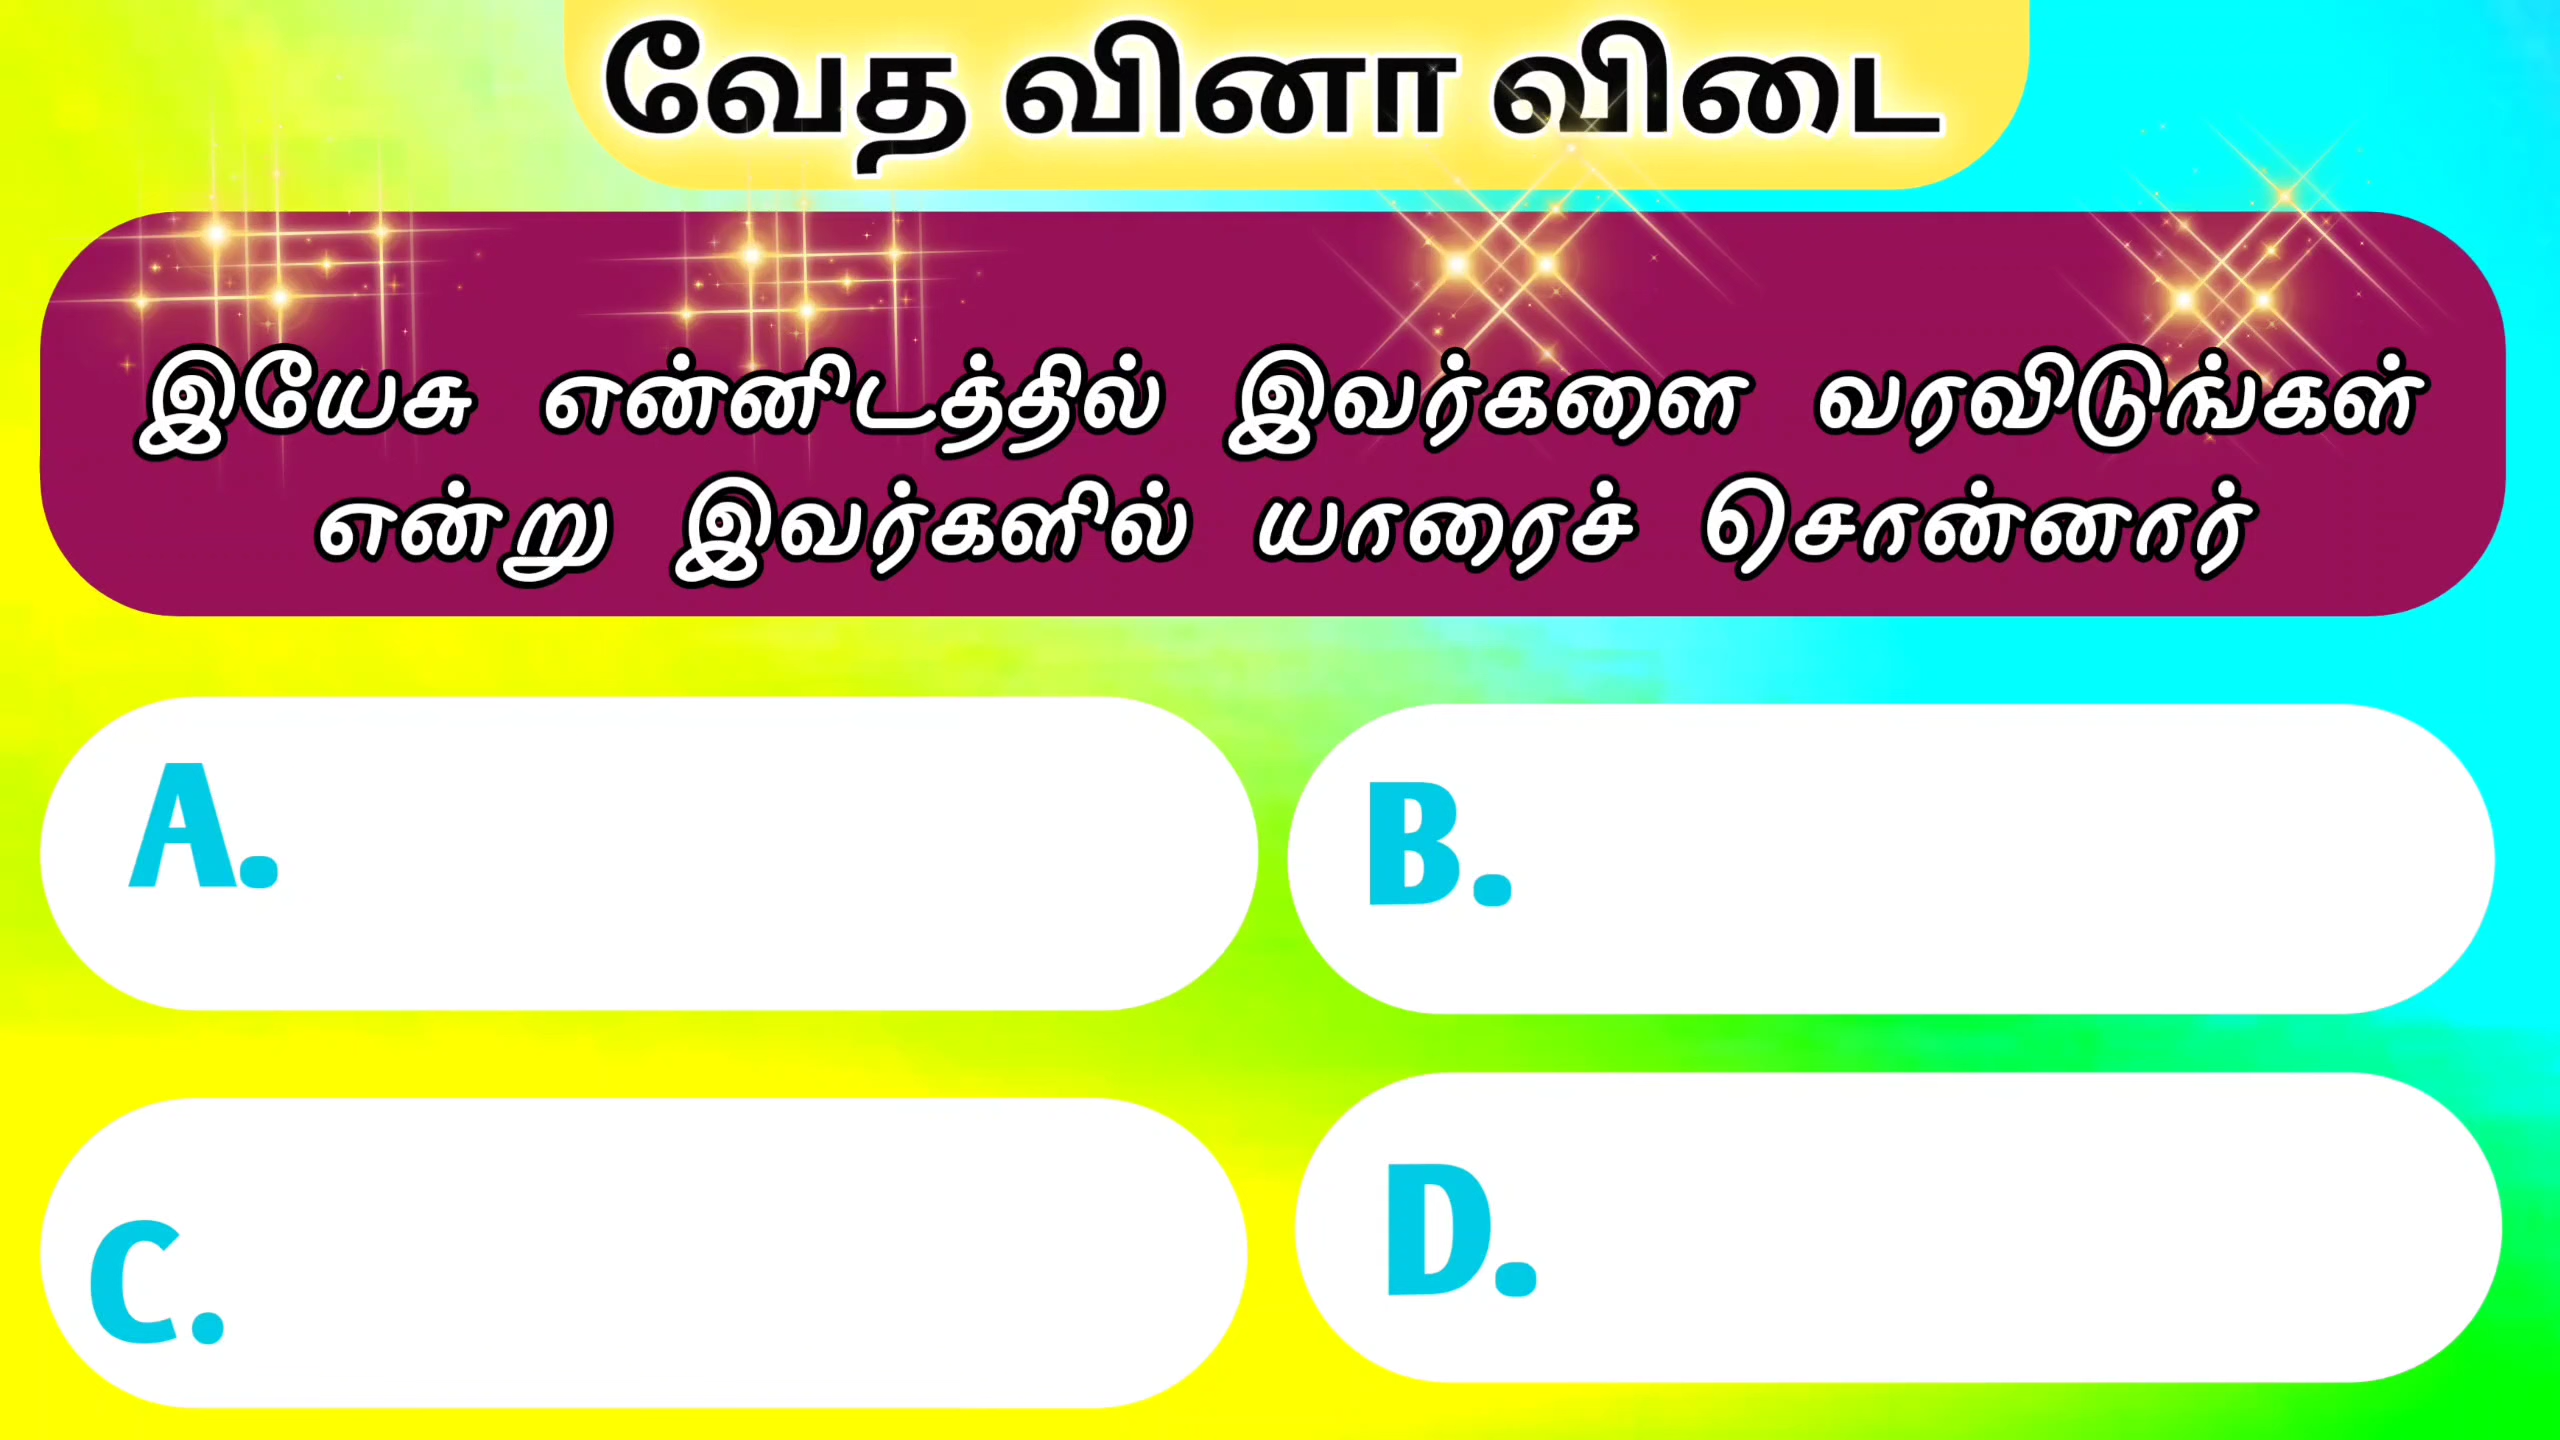 வேத வினா விடை
இயேசு என்னிடத்தில் இவர்களை வரவிடுங்கள்
என்று இவர்களில் யாரைச் சொன்னார்
A.
B.
C.
D.